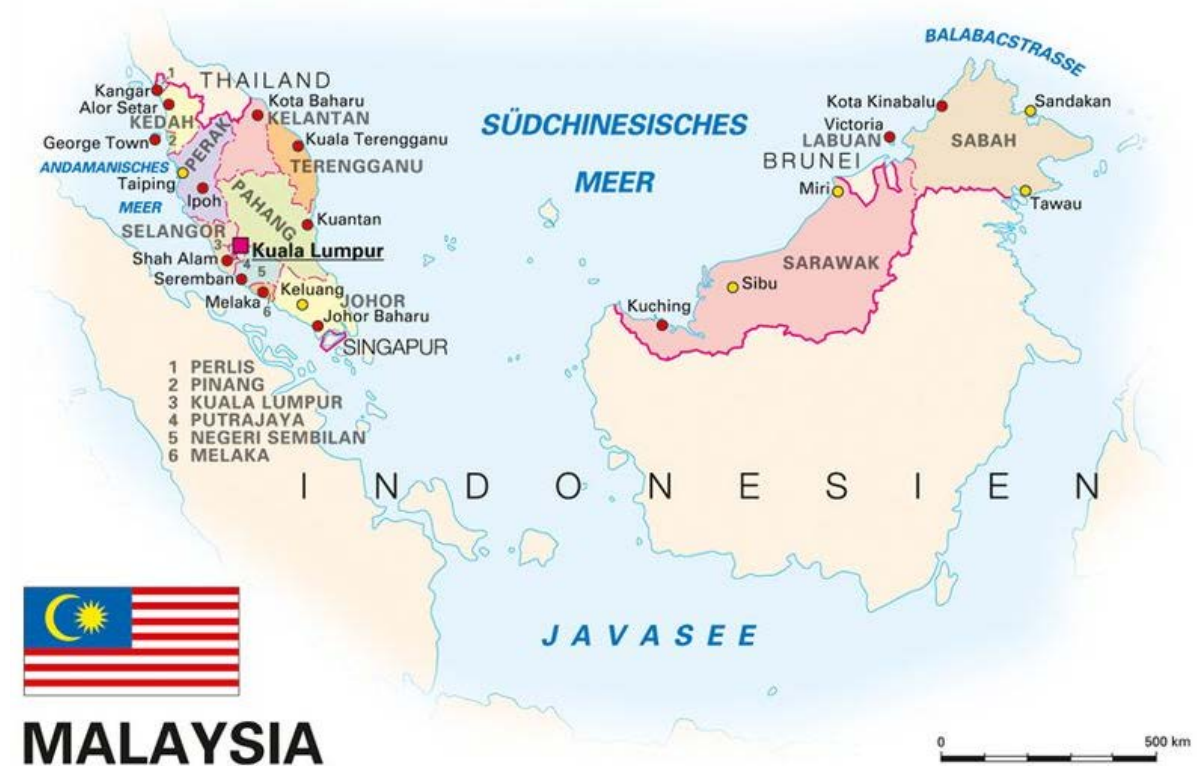 BALABACSTRASSE
1
THAILAND
Kangar
Alor Setar
KEDAH
2
George Town
PERAK
Kota Baharu
KELANTAN
Kuala Terengganu
TERENGGANU
ANDAMANISCHES
MEER
Taiping
Ipoh
PAHANG
Kuantan
SELANGOR
3
Kuala Lumpur
Shah Alam
4
5
Seremban
Melaka
6
Keluang
JOHOR
Johor Baharu
SINGAPUR
SÜDCHINESISCHES
MEER
Kota Kinabalu
Sandakan
Victoria
LABUAN
SABAH
BRUNEI
Miri
Tawau
SARAWAK
Sibu
Kuching
1 PERLIS
2 PINANG
3 KUALA LUMPUR
4 PUTRAJAYA
5 NEGERI SEMBILAN
6 MELAKA
INDONESIEN
JAVASEE
MALAYSIA
0 500 km